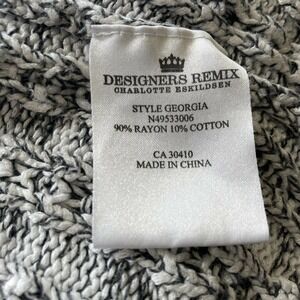 DESIGNERS REMIX
CHARLOTTE ESKILDSEN
STYLE GEORGIA
N49533006
90% RAYON 10% COTTON
CA 30410
MADE IN CHINA